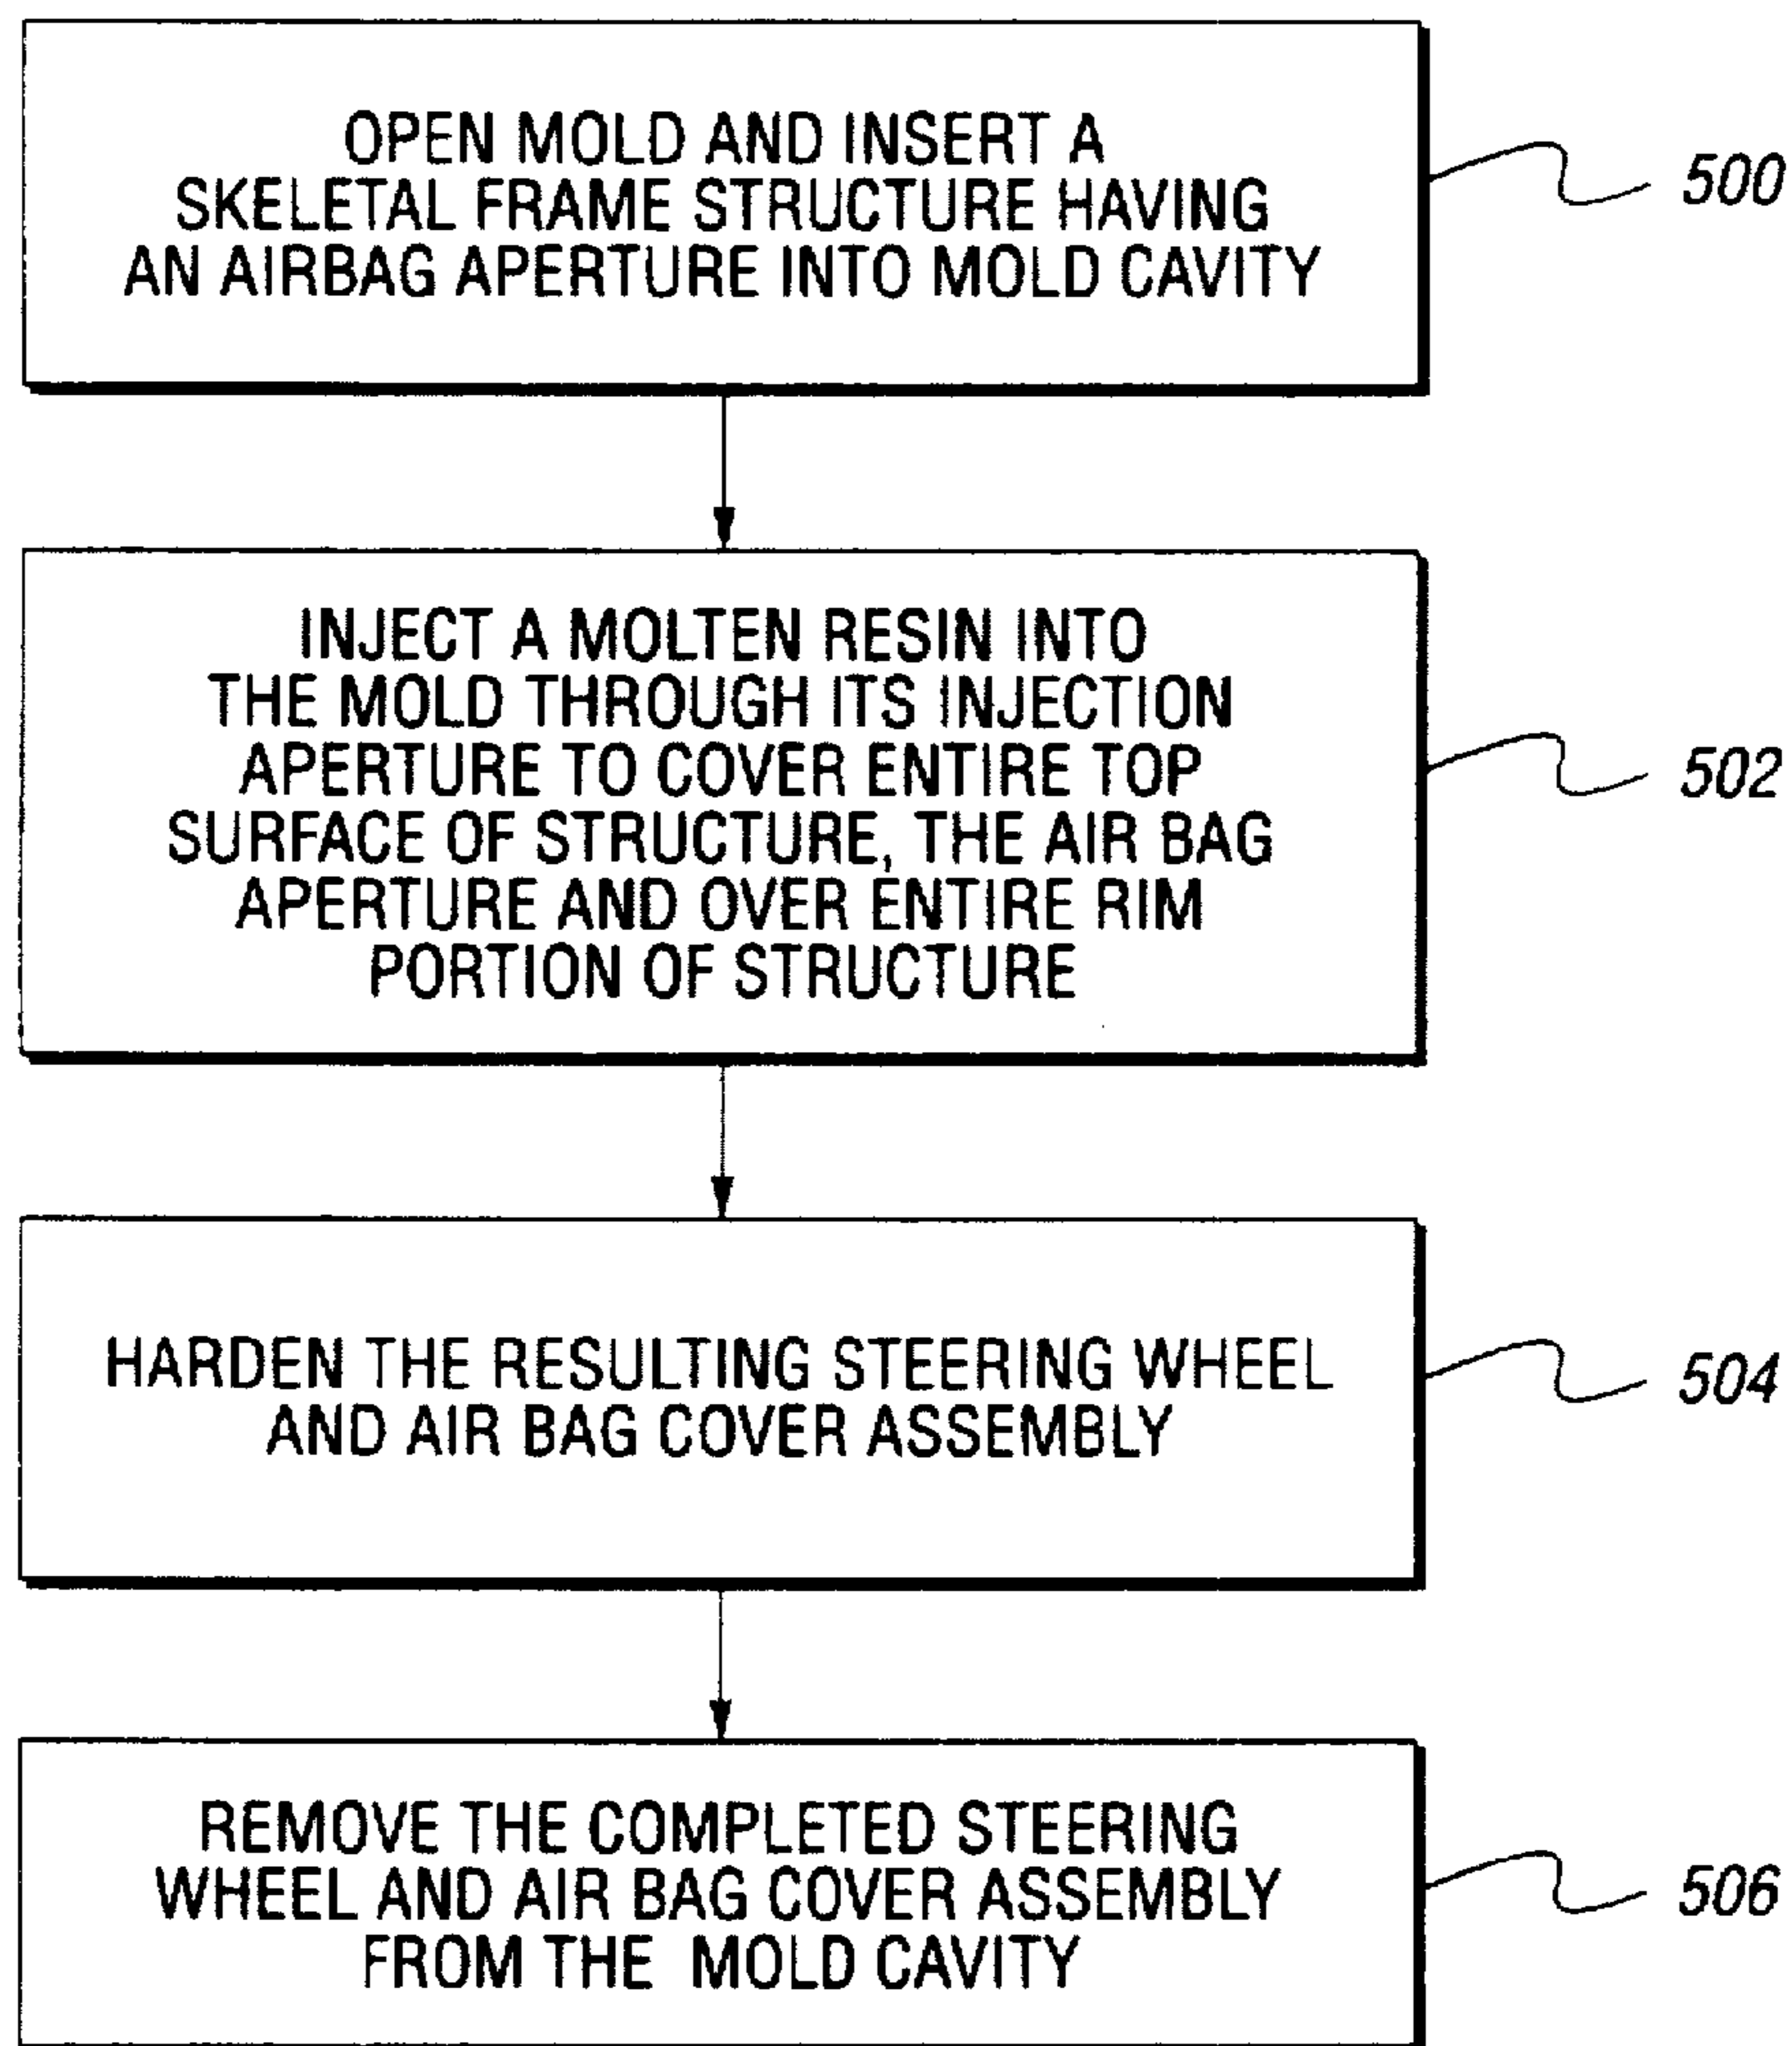 OPEN MOLD AND INSERT A
SKELETAL FRAME STRUCTURE HAVING
AN AIRBAG APERTURE INTO MOLD CAVITY
500
INJECT A MOLTEN RESIN INTO
THE MOLD THROUGH ITS INJECTION
APERTURE TO COVER ENTIRE TOP
SURFACE OF STRUCTURE, THE AIR BAG
APERTURE AND OVER ENTIRE RIM
PORTION OF STRUCTURE
502
HARDEN THE RESULTING STEERING WHEEL
AND AIR BAG COVER ASSEMBLY
504
REMOVE THE COMPLETED STEERING
WHEEL AND AIR BAG COVER ASSEMBLY
FROM THE MOLD CAVITY
506